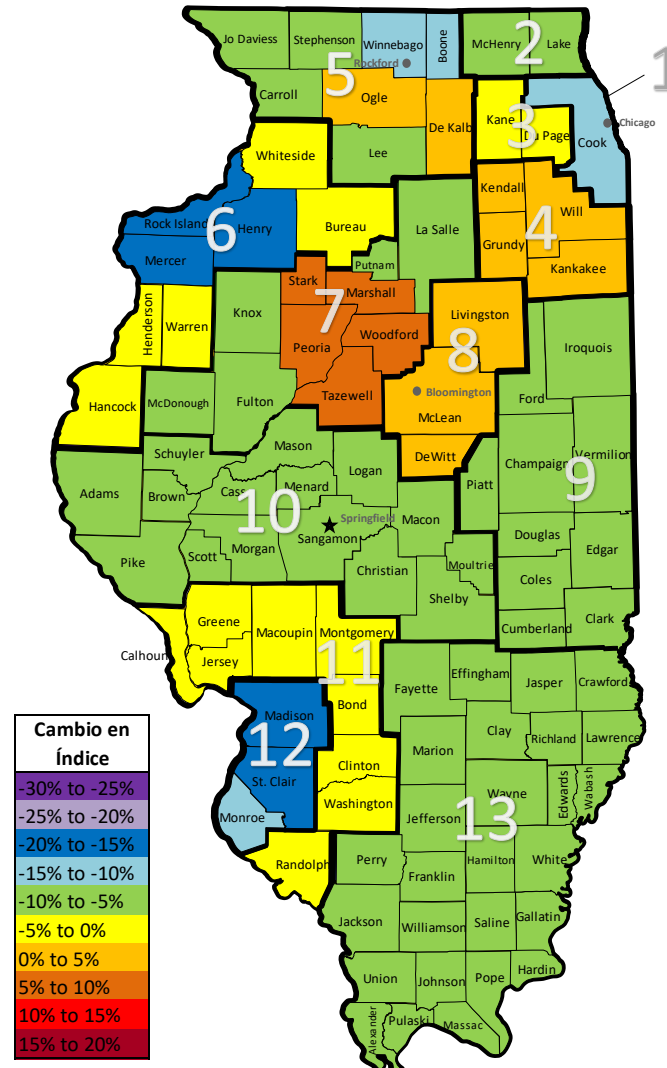 Jo Daviess
Stephenson
Winnebago
Boone
McHenry
Lake
2
1
Rockford
5
Carroll
Ogle
De Kalb
Kane
3
Du Page
Cook
Chicago
Whiteside
Lee
Kendall
Will
4
Grundy
Kankakee
Rock Island
6
Henry
Mercer
Bureau
La Salle
Putnam
Stark
Marshall
7
Henderson
Warren
Knox
Peoria
Woodford
Livingston
8
Iroquois
Hancock
McDonough
Fulton
Tazewell
Bloomington
McLean
Ford
DeWitt
Mason
Logan
Schuyler
Adams
Brown
Cass
Menard
Piatt
Champaign
Vermilion
9
10
Springfield
Sangamon
Macon
Pike
Scott
Morgan
Christian
Moultrie
Shelby
Douglas
Edgar
Coles
Cumberland
Clark
Greene
Macoupin
Montgomery
Calhoun
Jersey
11
Bond
Fayette
Effingham
Jasper
Crawford
Madison
12
Clinton
Marion
Clay
Richland
Lawrence
St. Clair
Monroe
Washington
Jefferson
Wayne
13
Edwards
Wabash
Randolph
Perry
Franklin
Hamilton
White
Jackson
Williamson
Saline
Gallatin
Union
Johnson
Pope
Hardin
Alexander
Pulaski
Massac
Cambio en
Índice
-30% to -25%
-25% to -20%
-20% to -15%
-15% to -10%
-10% to -5%
-5% to 0%
0% to 5%
5% to 10%
10% to 15%
15% to 20%